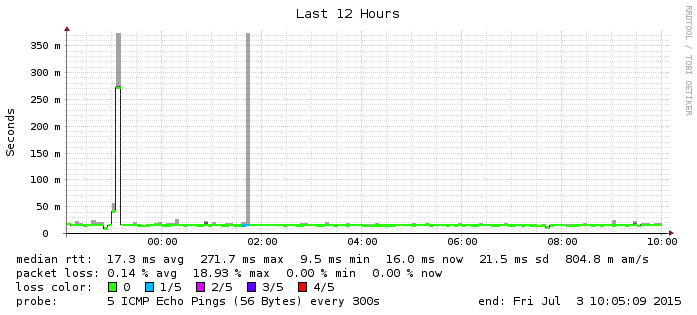 Last 12 Hours
RRDTOOL / TOBI OETIKER
Seconds
350 m
300 m
250 m
200 m
150 m
100 m
50 m
0
00:00 02:00 04:00 06:00 08:00 10:00
median rtt: 17.3 ms avg 271.7 ms max 9.5 ms min 16.0 ms now 21.5 ms sd 804.8 m am/s
packet loss: 0.14 % avg 18.93 % max 0.00 % min 0.00 % now
loss color: 0 1/5 2/5 3/5 4/5
probe: 5 ICMP Echo Pings (56 Bytes) every 300s end: Fri Jul 3 10:05:09 2015